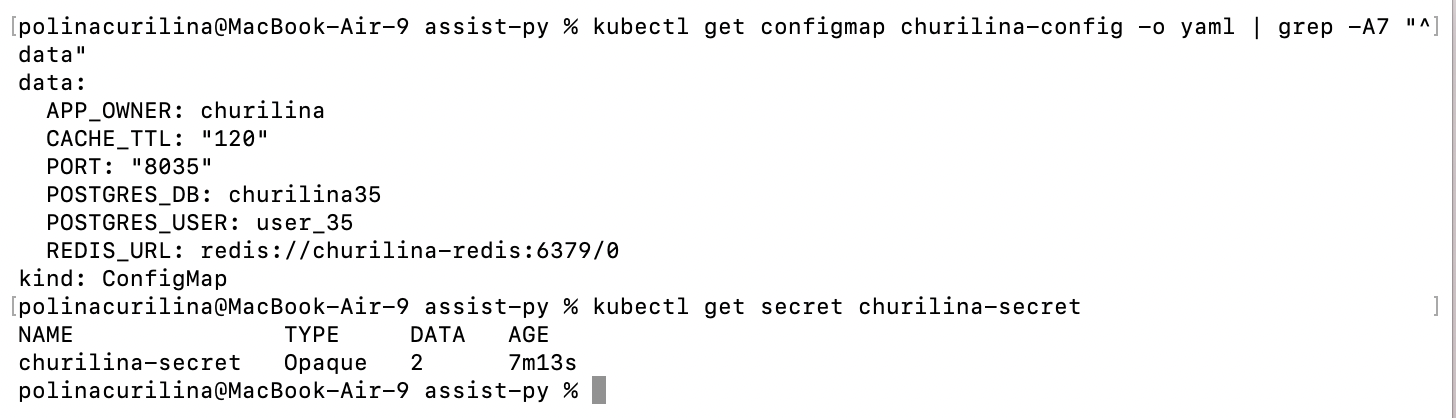 [polinacurilina@MacBook-Air-9 assist-py % kubectl get configmap churilina-config -o yaml | grep -A7 "^]
data"
data:
  APP_OWNER: churilina
  CACHE_TTL: "120"
  PORT: "8035"
  POSTGRES_DB: churilina35
  POSTGRES_USER: user_35
  REDIS_URL: redis://churilina-redis:6379/0
kind: ConfigMap
[polinacurilina@MacBook-Air-9 assist-py % kubectl get secret churilina-secret ]
NAME               TYPE     DATA   AGE
churilina-secret   Opaque   2      7m13s
polinacurilina@MacBook-Air-9 assist-py %